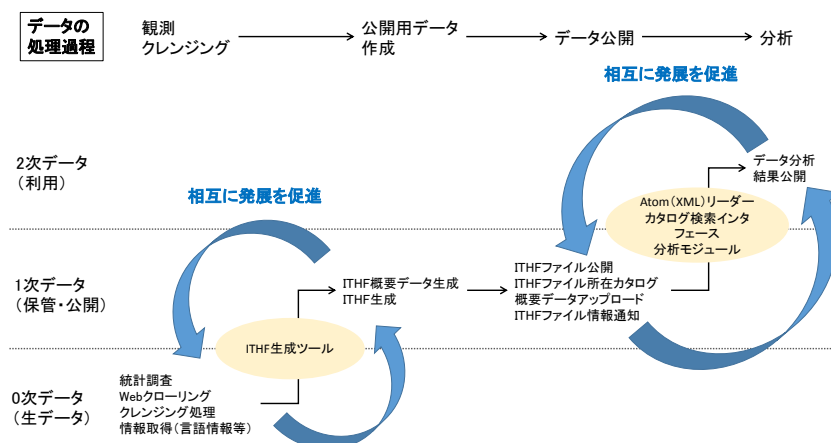 データの
処理過程
観測
クレンジング
公開用データ
作成
データ公開
分析
相互に発展を促進
2次データ
(利用)
データ分析
結果公開
相互に発展を促進
Atom(XML)リーダー
カタログ検索インタ
フェース
分析モジュール
1次データ
(保管・公開)
ITHF概要データ生成
ITHF生成
ITHFファイル公開
ITHFファイル所在カタログ
概要データアップロード
ITHFファイル情報通知
ITHF生成ツール
0次データ
(生データ)
統計調査
Webクローリング
クレンジング処理
情報取得(言語情報等)